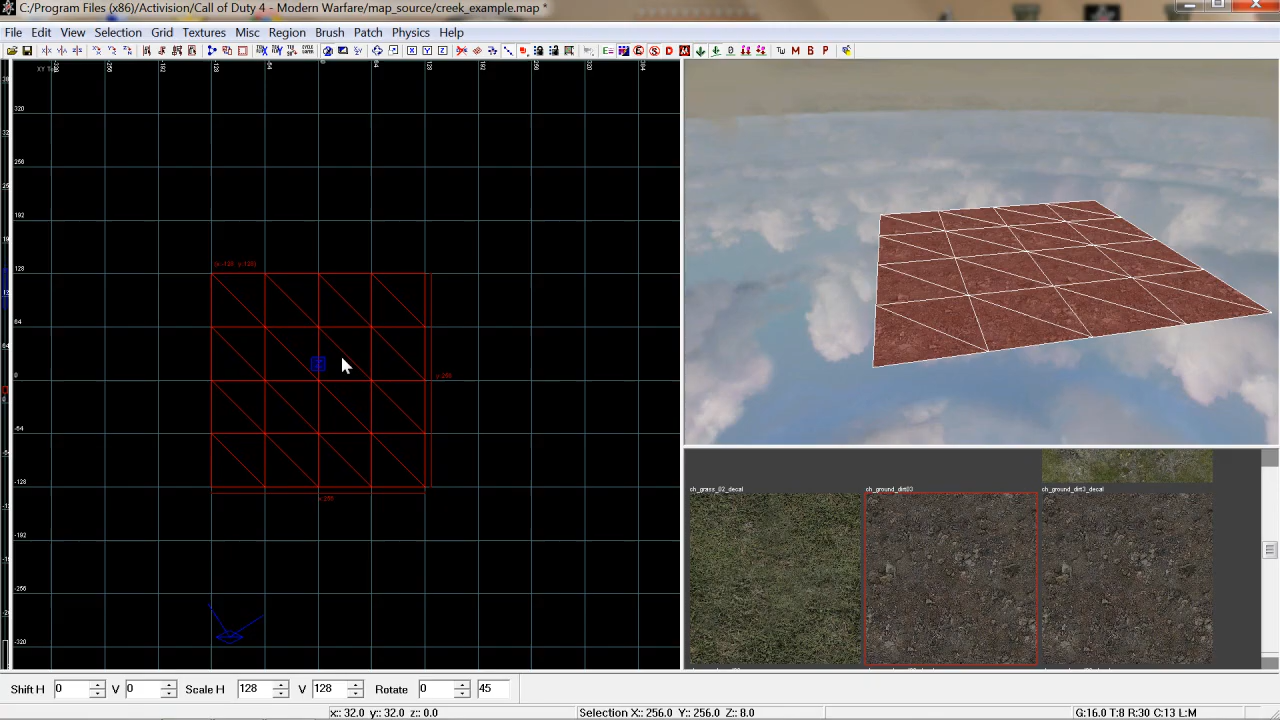 C:/Program Files (x86)/Activision/Call of Duty 4 - Modern Warfare/map_source/creek_example.map *
File Edit View Selection Grid Textures Misc Region Brush Patch Physics Help
XY
320
256
192
128
64
0
-64
-128
-192
-256
-320
(x:-128 y:128)
ch_grass_02_decal
ch_ground_dirt03
ch_ground_dirt3_decal
Shift H 0 V 0 Scale H 128 V 128 Rotate 0 45
x:: 32.0 y:: 32.0 z:: 0.0 Selection X:: 256.0 Y:: 256.0 Z:: 8.0 G:16.0 T:8 R:30 C:13 L:M